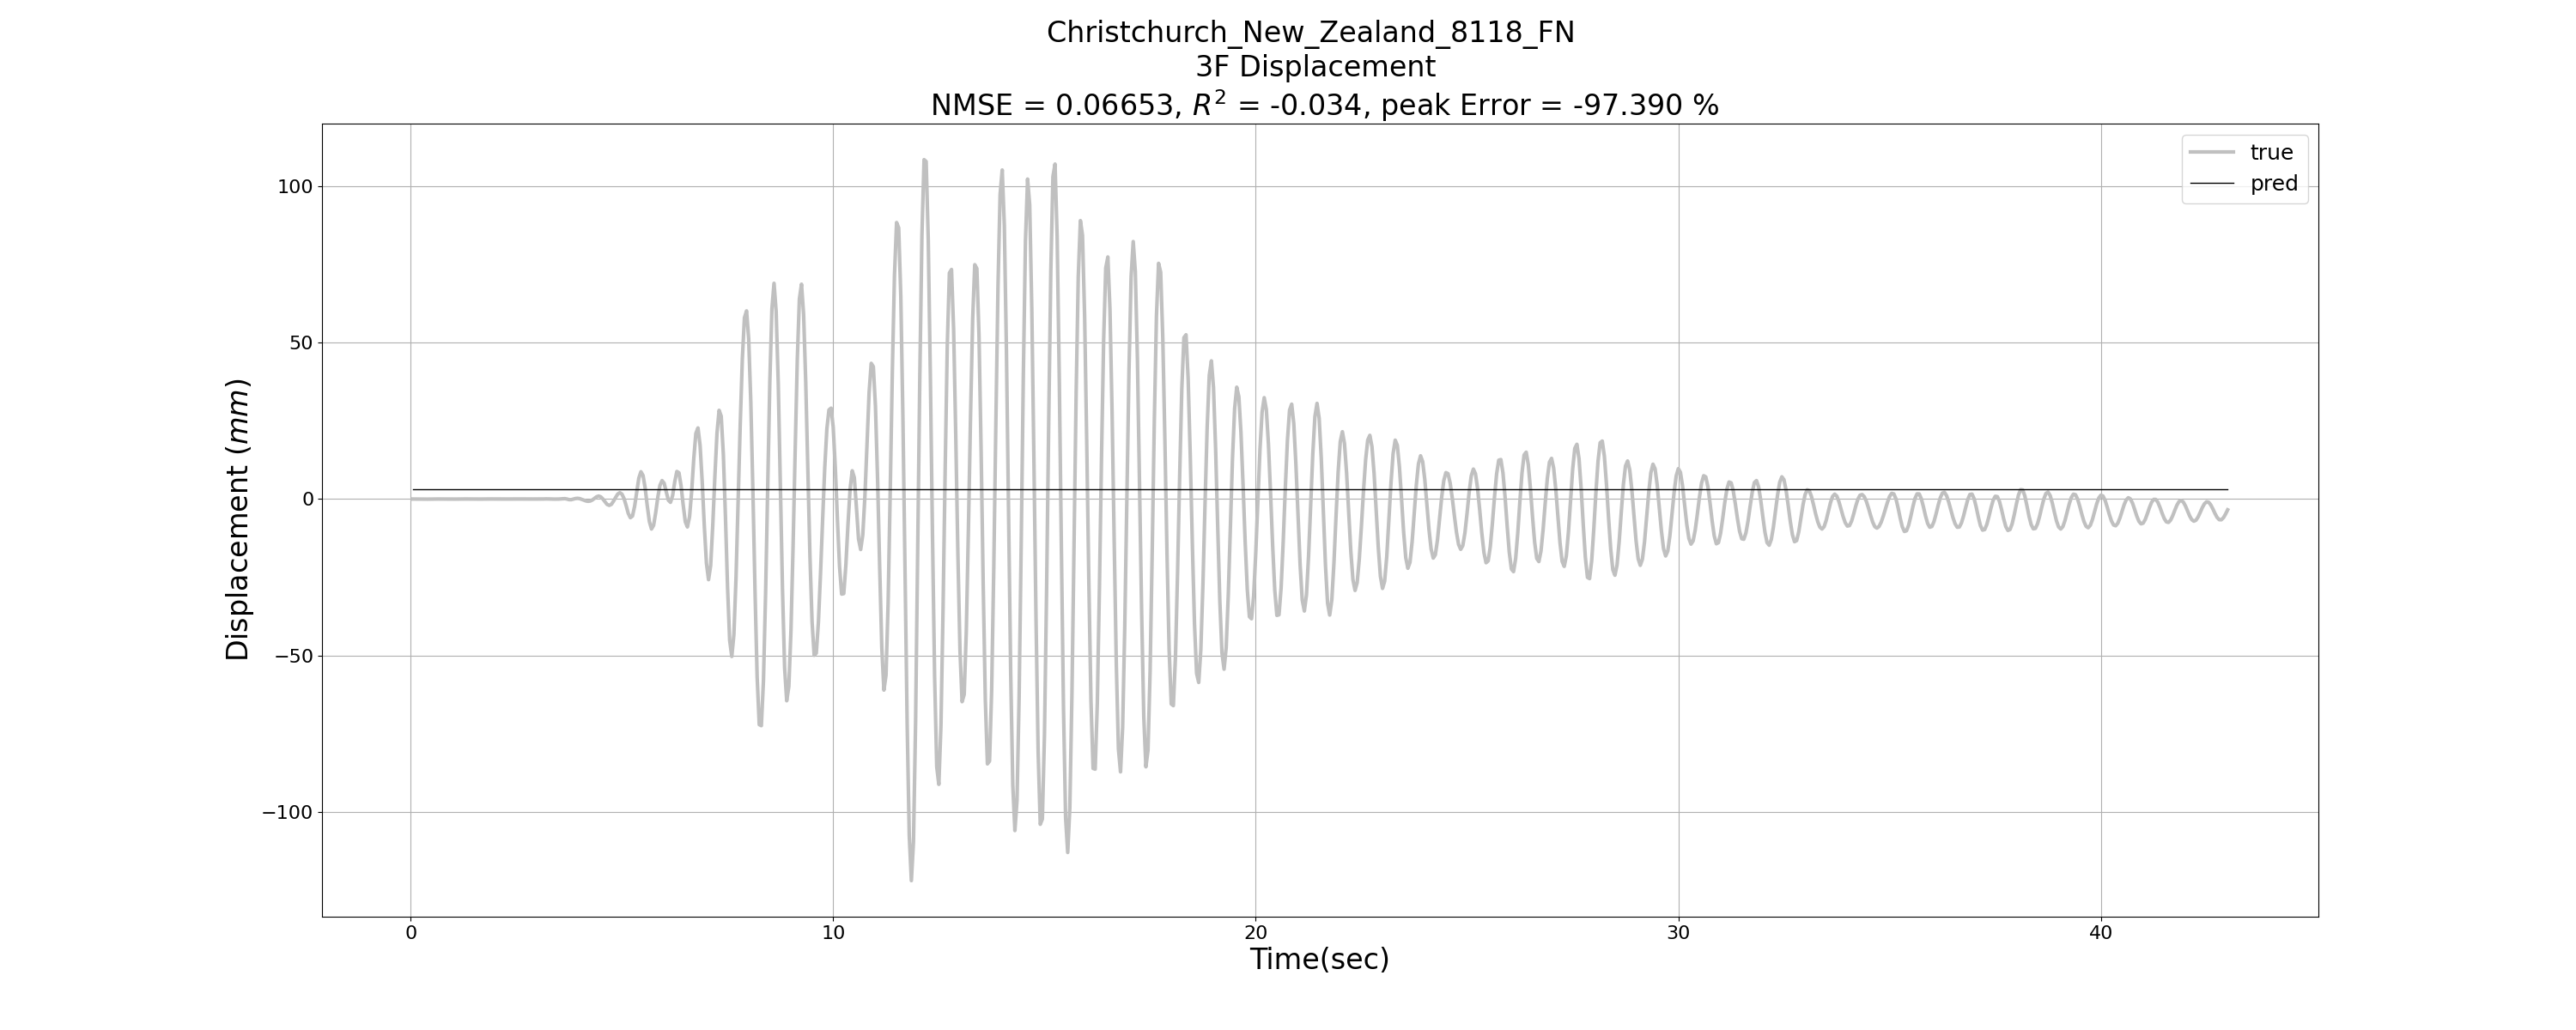 Christchurch_New_Zealand_8118_FN
3F Displacement
NMSE = 0.06653, R² = -0.034, peak Error = -97.390 %
true
pred
100
50
0
−50
−100
Displacement (mm)
0 10 20 30 40
Time(sec)